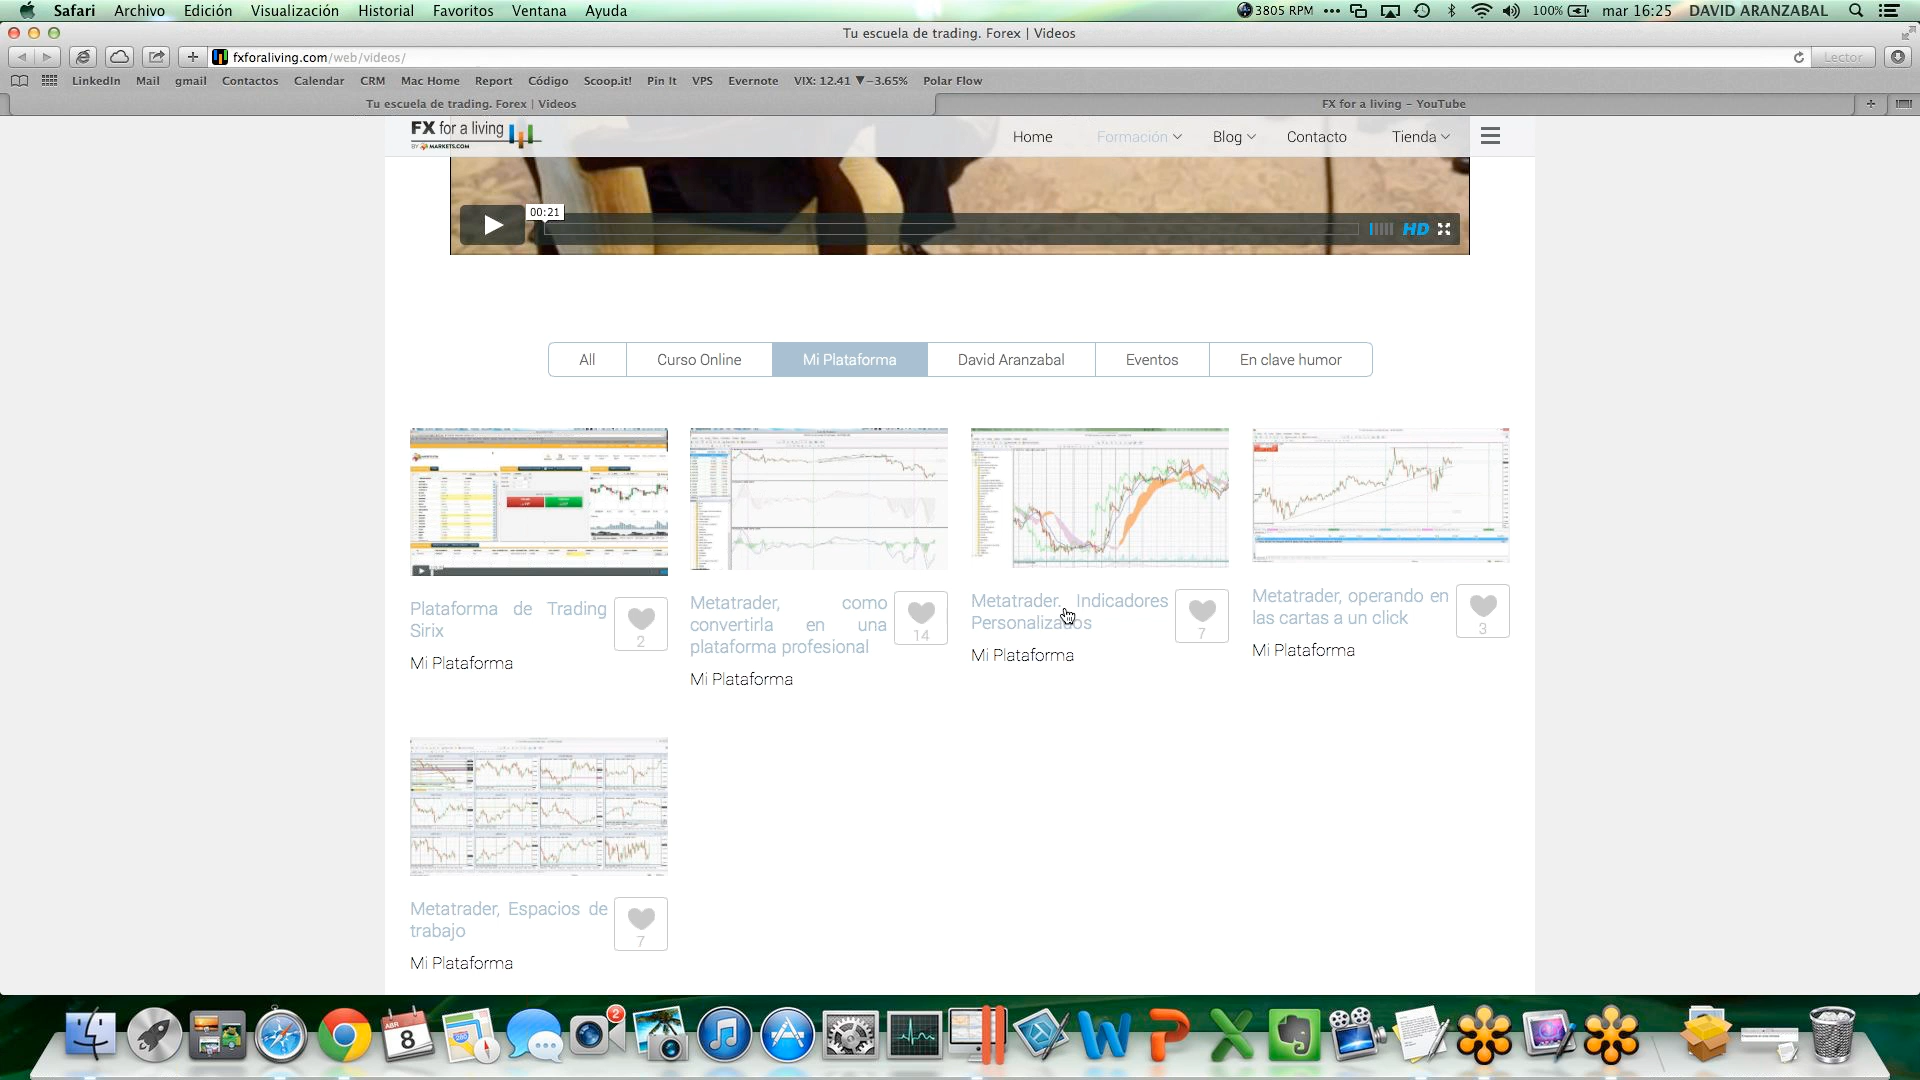 Safari Archivo Edición Visualización Historial Favoritos Ventana Ayuda 3805 RPM 100% mar 16:25 DAVID ARANZABAL
Tu escuela de trading. Forex | Videos
fxforaliving.com/web/videos/ Lector
LinkedIn Mail gmail Contactos Calendar CRM Mac Home Report Código Scoop.it! Pin It VPS Evernote VIX: 12.41 ▼−3.65% Polar Flow
Tu escuela de trading. Forex | Videos FX for a living – YouTube
FX for a living
BY MARKETS.COM
Home Formación Blog Contacto Tienda
00:21
HD
All Curso Online Mi Plataforma David Aranzabal Eventos En clave humor
Plataforma de Trading
Sirix
2
Mi Plataforma
Metatrader, como
convertirla en una
plataforma profesional
14
Mi Plataforma
Metatrader. Indicadores
Personalizados
7
Mi Plataforma
Metatrader, operando en
las cartas a un click
3
Mi Plataforma
Metatrader, Espacios de
trabajo
7
Mi Plataforma
ABR
8
2